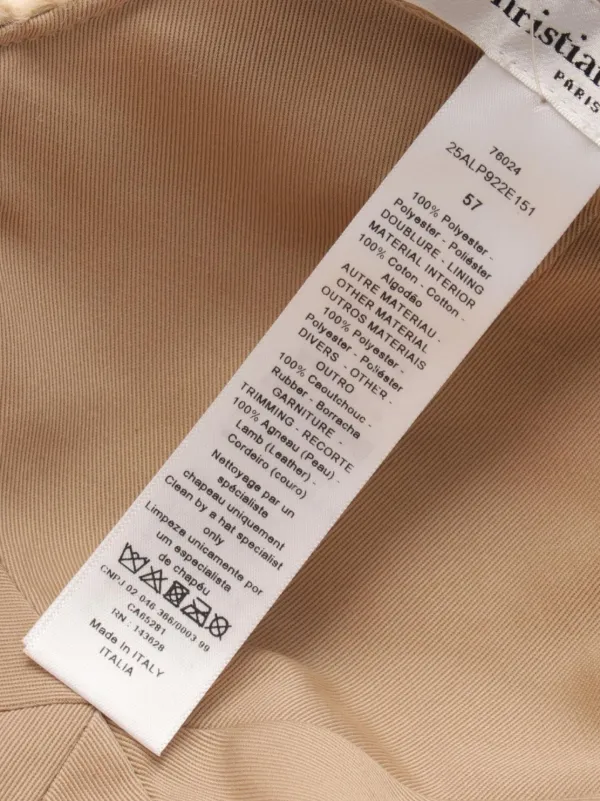 Christian
PARIS
76024
25ALP922E151
57
100% Polyester -
Polyester - Poliéster
DOUBLURE - LINING
MATERIAL INTERIOR
100% Coton - Cotton -
Algodão
AUTRE MATERIAU -
OTHER MATERIAL
OUTROS MATERIAIS
100% Polyester -
Polyester - Poliéster
DIVERS - OTHER -
OUTRO
100% Caoutchouc -
Rubber - Borracha
GARNITURE -
TRIMMING - RECORTE
100% Agneau (Peau) -
Lamb (Leather) -
Cordeiro (couro)
Nettoyage par un
spécialiste
chapeau uniquement
Clean by a hat specialist
only
Limpeza unicamente por
um especialista
de chapéu
CNPJ 02 046 366/0003 99
CA65281
RN : 143628
Made in ITALY
ITALIA